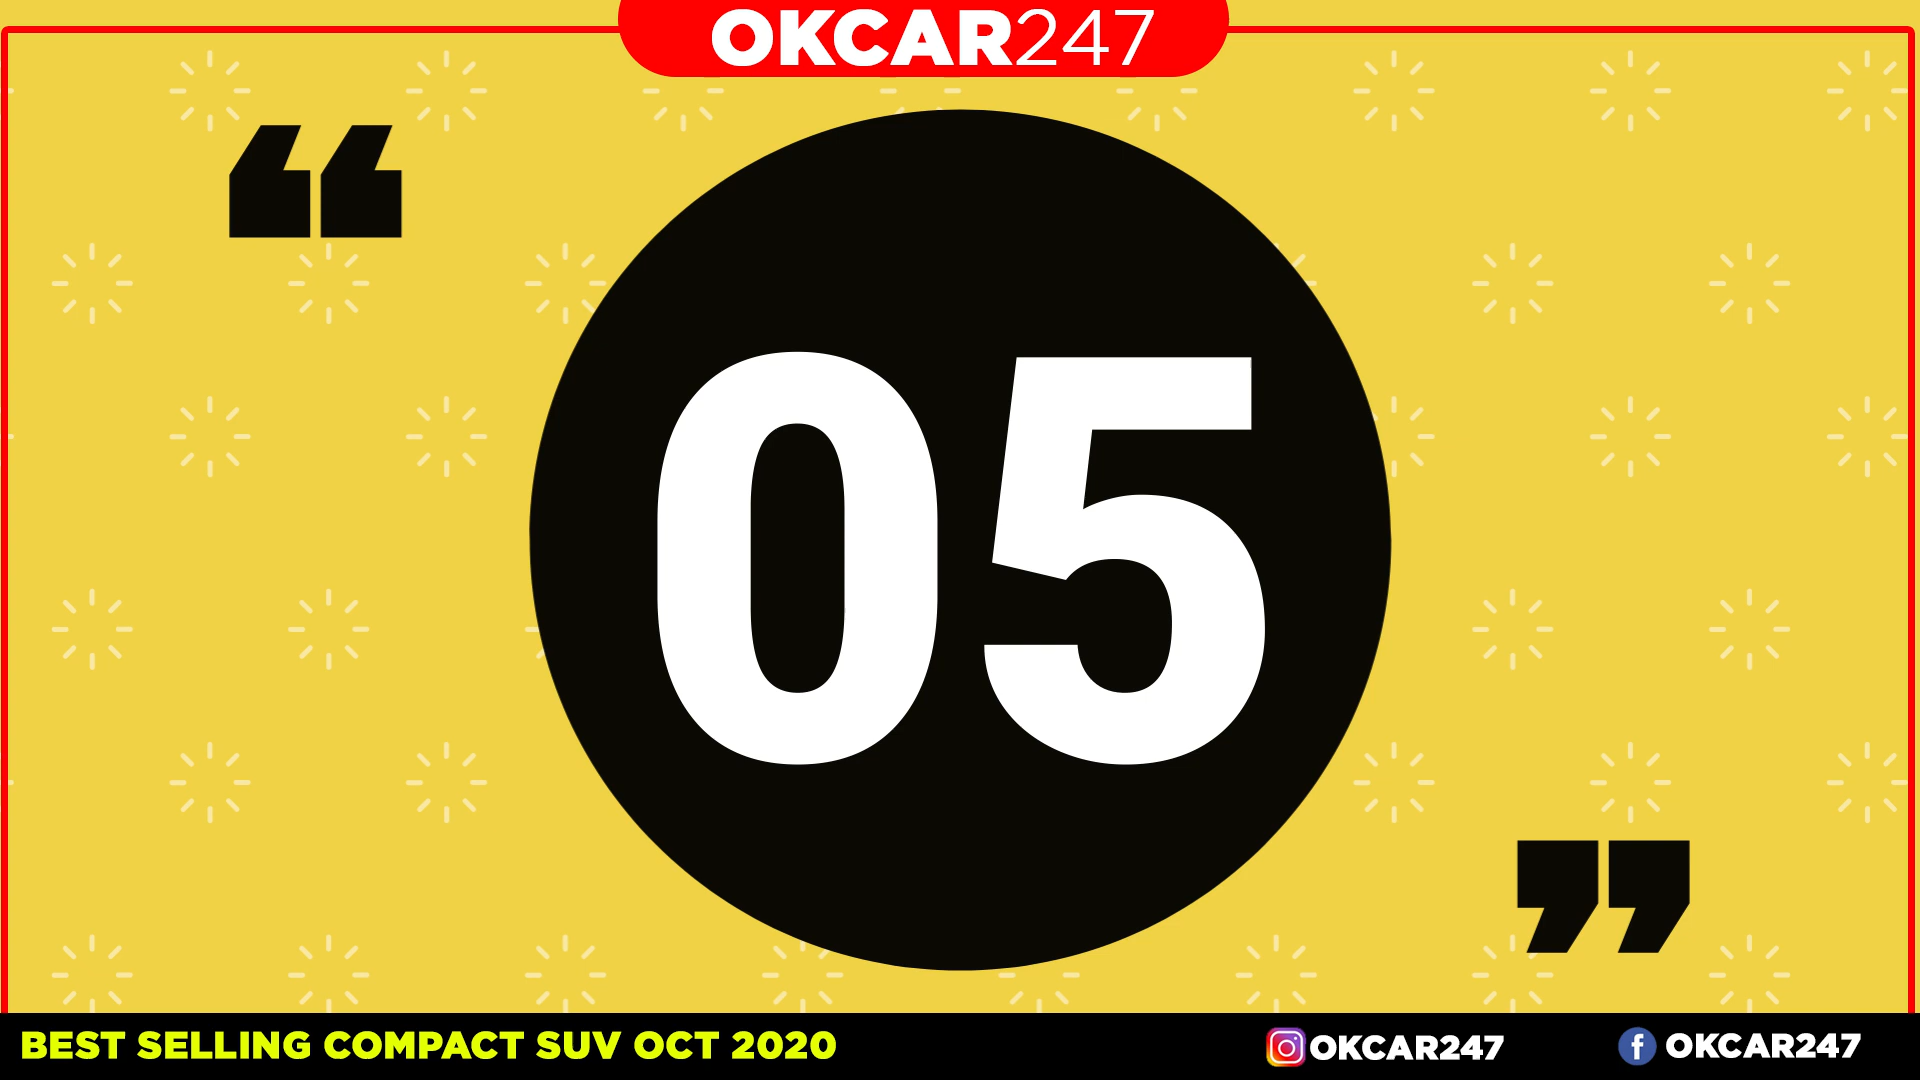 OKCAR247
“
05
”
BEST SELLING COMPACT SUV OCT 2020
OKCAR247
OKCAR247